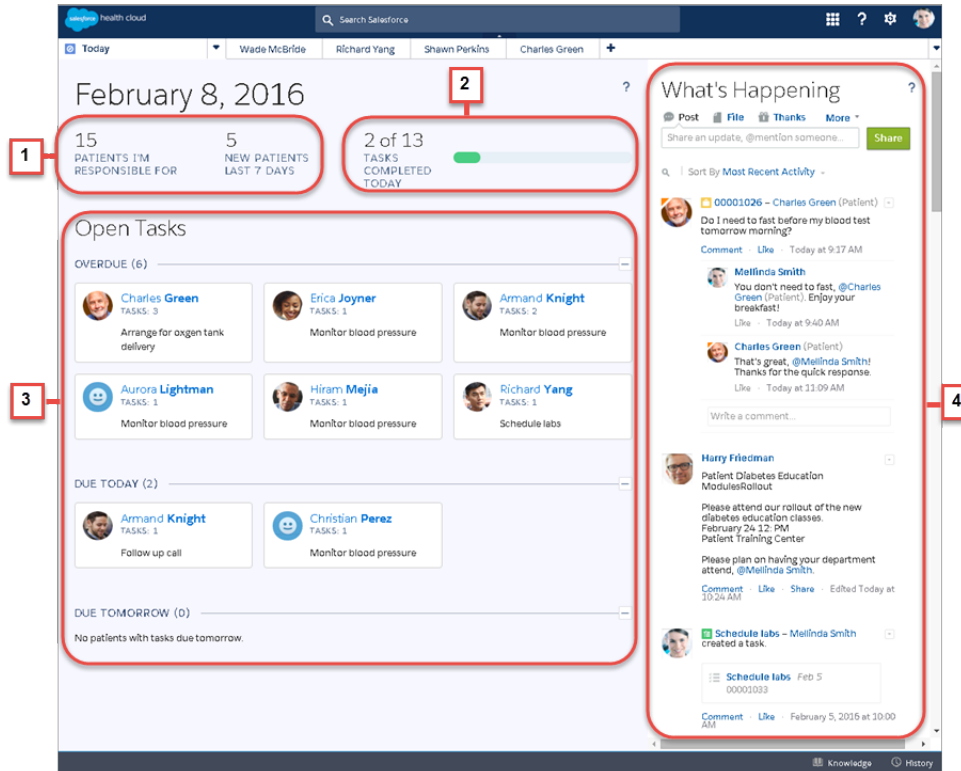 salesforce health cloud
Search Salesforce
?
Today
Wade McBride
Richard Yang
Shawn Perkins
Charles Green
+
February 8, 2016
?
1
15
PATIENTS I'M
RESPONSIBLE FOR
5
NEW PATIENTS
LAST 7 DAYS
2
2 of 13
TASKS
COMPLETED
TODAY
3
Open Tasks
OVERDUE (6)
Charles Green
TASKS: 3
Arrange for oxgen tank
delivery
Erica Joyner
TASKS: 1
Monitor blood pressure
Armand Knight
TASKS: 2
Monitor blood pressure
Aurora Lightman
TASKS: 1
Monitor blood pressure
Hiram Mejia
TASKS: 1
Monitor blood pressure
Richard Yang
TASKS: 1
Schedule labs
DUE TODAY (2)
Armand Knight
TASKS: 1
Follow up call
Christian Perez
TASKS: 1
Monitor blood pressure
DUE TOMORROW (0)
No patients with tasks due tomorrow.
4
What's Happening
?
Post File Thanks More
Share an update, @mention someone...
Share
Sort By Most Recent Activity
00001026 – Charles Green (Patient)
Do I need to fast before my blood test
tomorrow morning?
Comment · Like · Today at 9:17 AM
Mellinda Smith
You don't need to fast, @Charles
Green (Patient). Enjoy your
breakfast!
Like · Today at 9:40 AM
Charles Green (Patient)
That's great, @Mellinda Smith!
Thanks for the quick response.
Like · Today at 11:09 AM
Write a comment...
Harry Friedman
Patient Diabetes Education
ModulesRollout
Please attend our rollout of the new
diabetes education classes.
February 24 12: PM
Patient Training Center
Please plan on having your department
attend, @Mellinda Smith.
Comment · Like · Share · Edited Today at
10:24 AM
Schedule labs – Mellinda Smith
created a task.
Schedule labs Feb 5
00001033
Comment · Like · February 5, 2016 at 10:00
AM
Knowledge
History